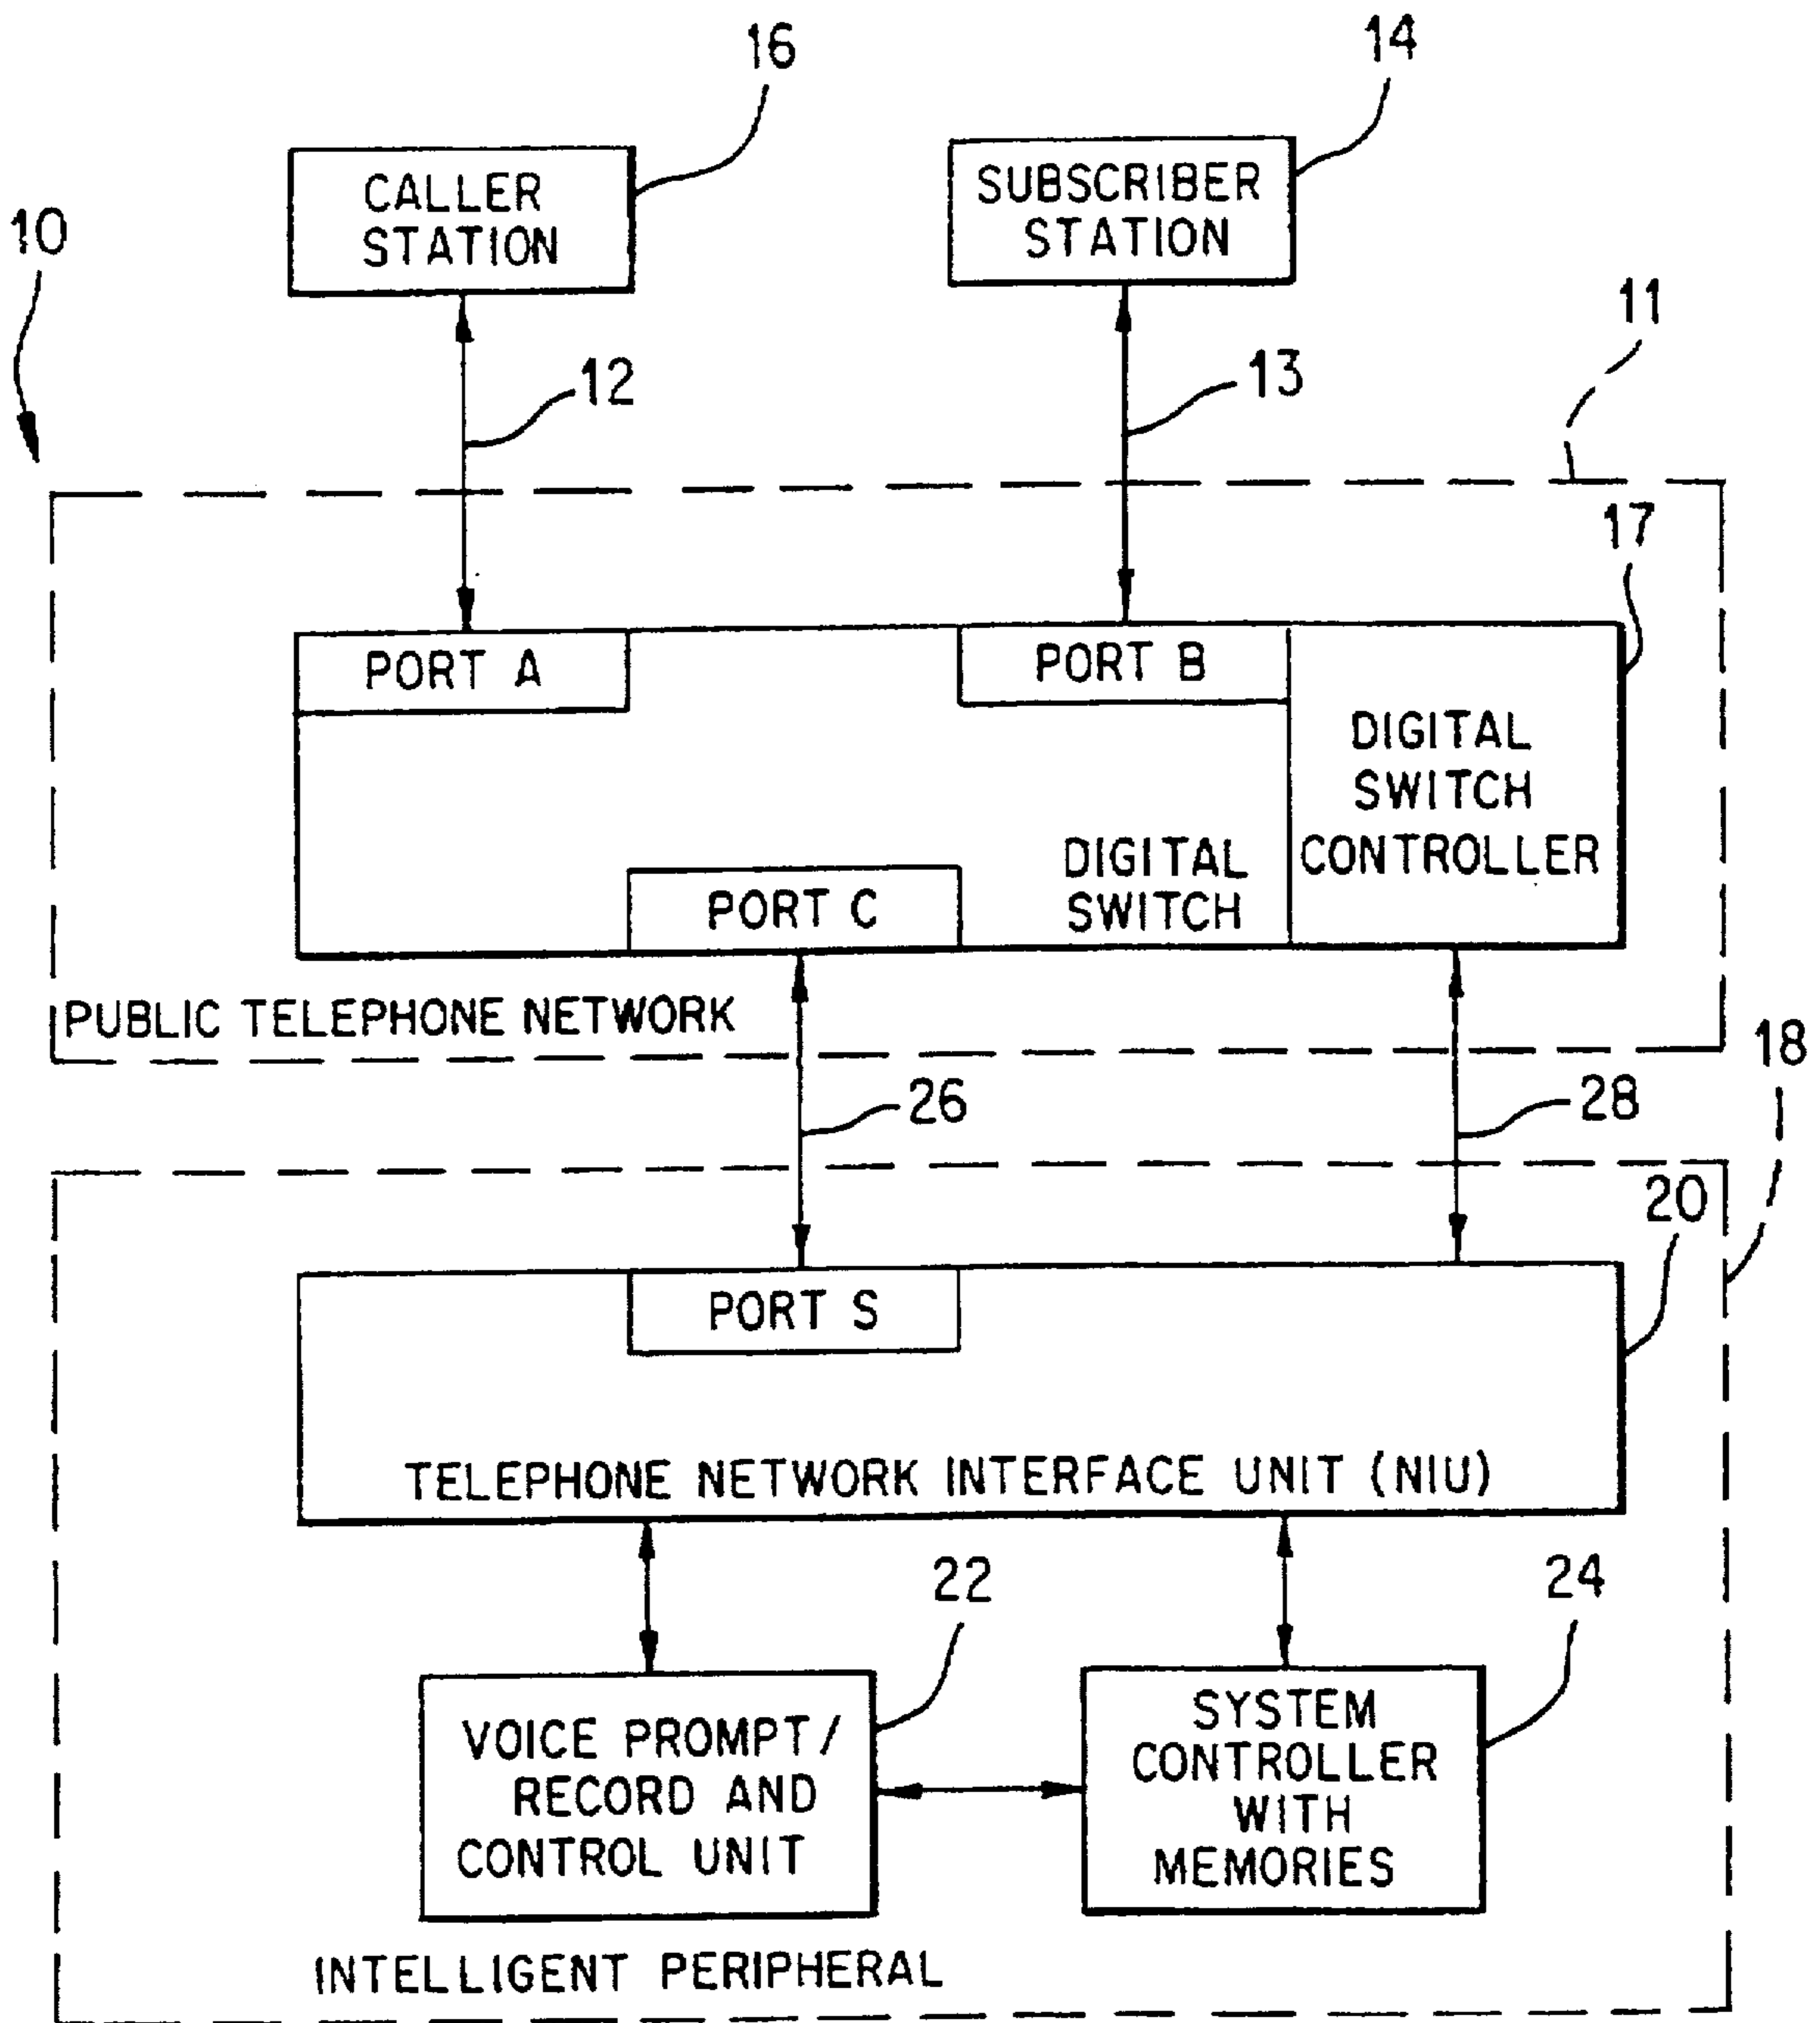 16
14
CALLER
STATION
SUBSCRIBER
STATION
10
11
12
13
17
PORT A
PORT B
DIGITAL
SWITCH
CONTROLLER
DIGITAL
SWITCH
PORT C
PUBLIC TELEPHONE NETWORK
18
26
28
20
PORT S
TELEPHONE NETWORK INTERFACE UNIT (NIU)
22
24
VOICE PROMPT/
RECORD AND
CONTROL UNIT
SYSTEM
CONTROLLER
WITH
MEMORIES
INTELLIGENT PERIPHERAL